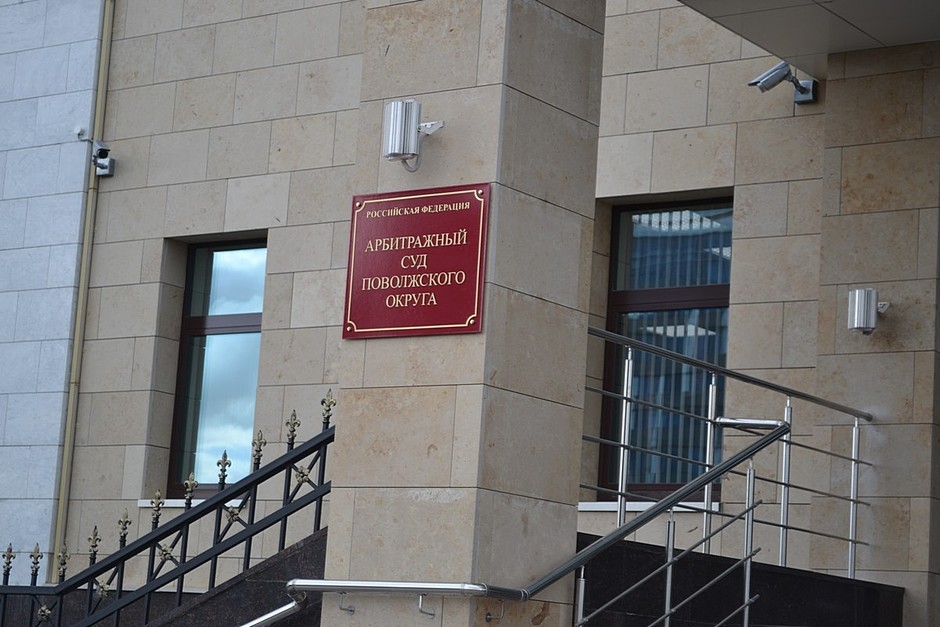 РОССИЙСКАЯ ФЕДЕРАЦИЯ
АРБИТРАЖНЫЙ
СУД
ПОВОЛЖСКОГО
ОКРУГА